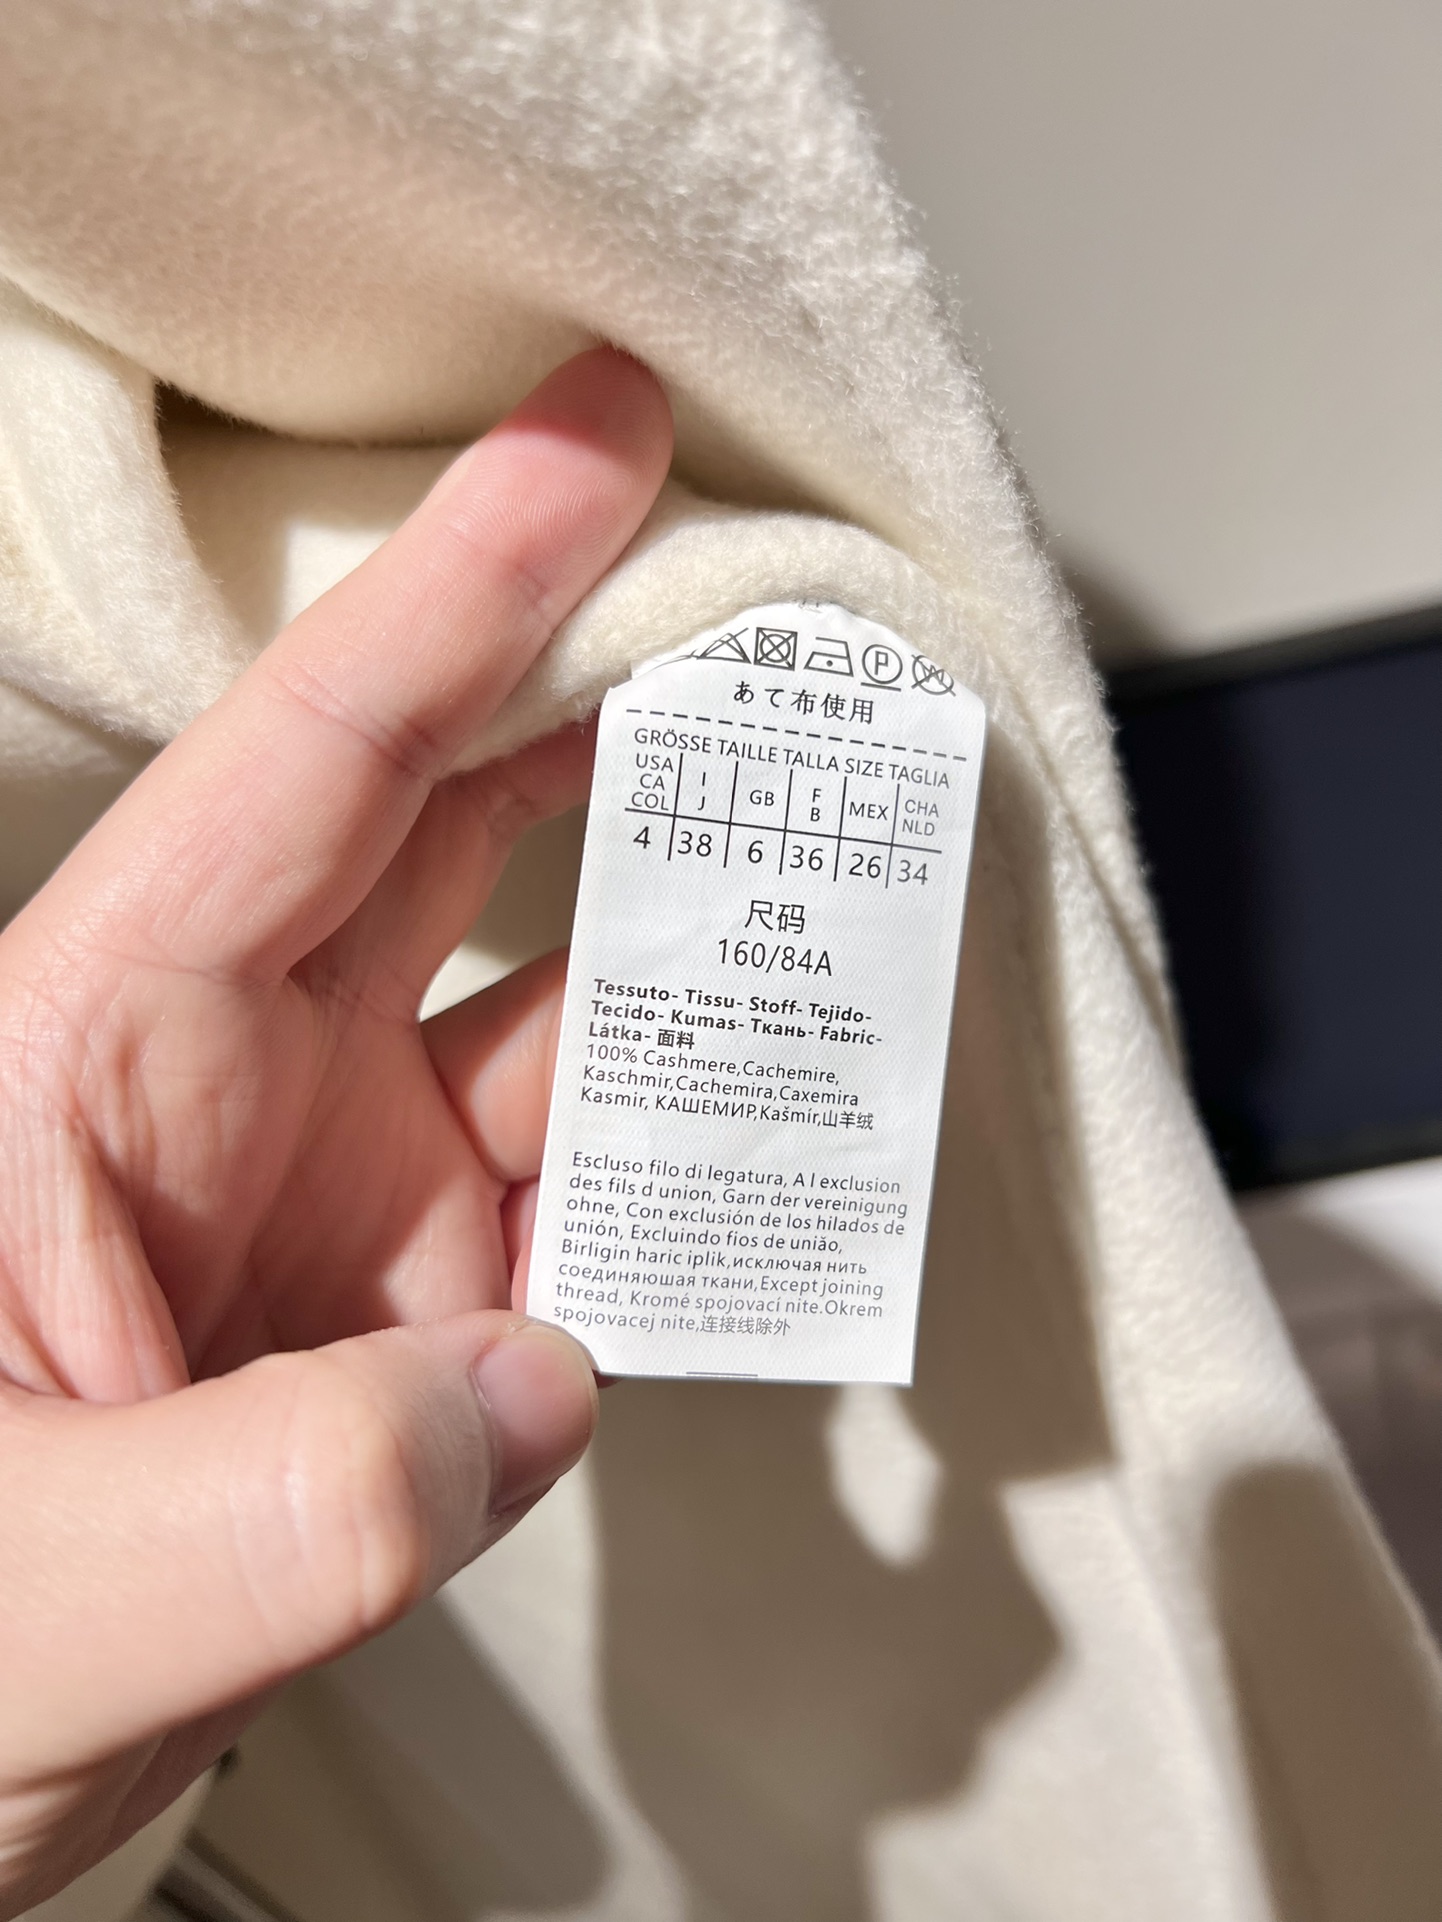 P W
あて布使用
GRÖSSE TAILLE TALLA SIZE TAGLIA
USA CA COL | I J | GB | F B | MEX | CHA NLD
4 | 38 | 6 | 36 | 26 | 34
尺码
160/84A
Tessuto- Tissu- Stoff- Tejido-
Tecido- Kumas- Ткань- Fabric-
Látka- 面料
100% Cashmere,Cachemire,
Kaschmir,Cachemira,Caxemira
Kasmir, КАШЕМИР,Kašmír,山羊绒
Escluso filo di legatura, A l exclusion
des fils d union, Garn der vereinigung
ohne, Con exclusión de los hilados de
unión, Excluindo fios de união,
Birligin haric iplik,исключая нить
соединяюшая ткани,Except joining
thread, Kromé spojovací nite.Okrem
spojovacej nite,连接线除外